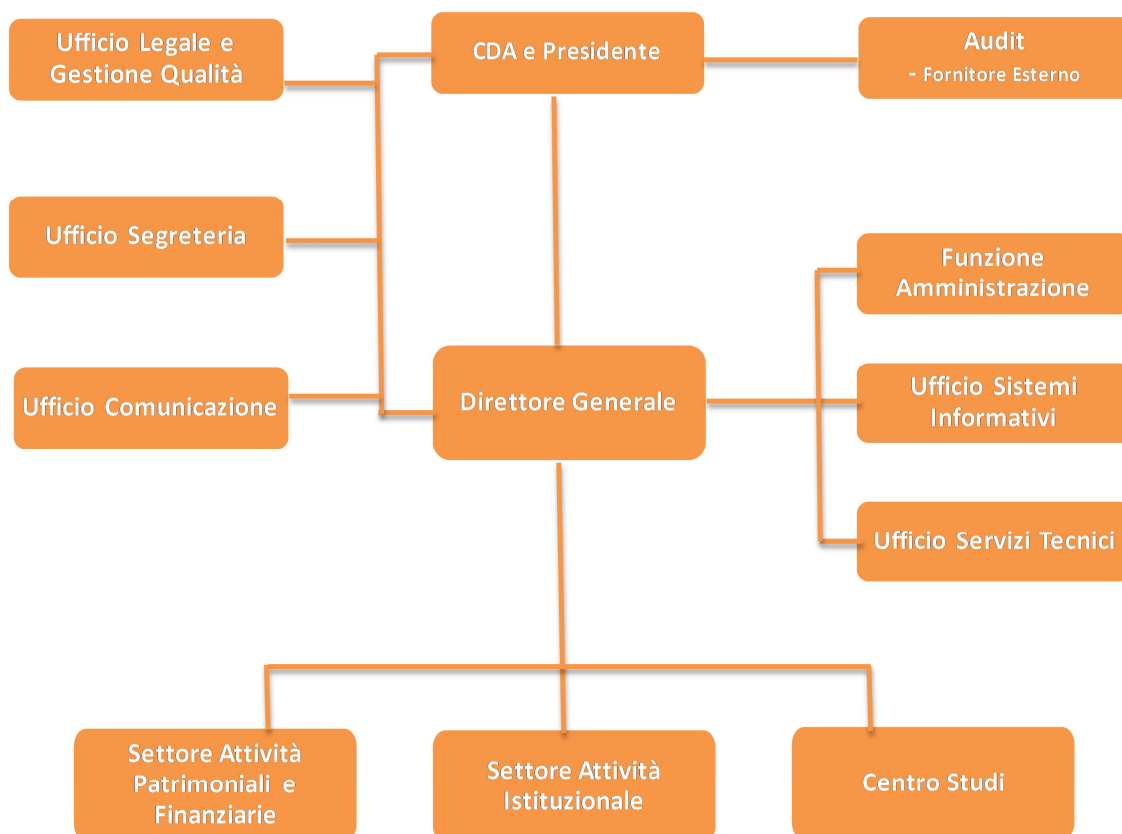 Ufficio Legale e
Gestione Qualità
CDA e Presidente
Audit
- Fornitore Esterno
Ufficio Segreteria
Funzione
Amministrazione
Ufficio Comunicazione
Direttore Generale
Ufficio Sistemi
Informativi
Ufficio Servizi Tecnici
Settore Attività
Patrimoniali e
Finanziarie
Settore Attività
Istituzionale
Centro Studi